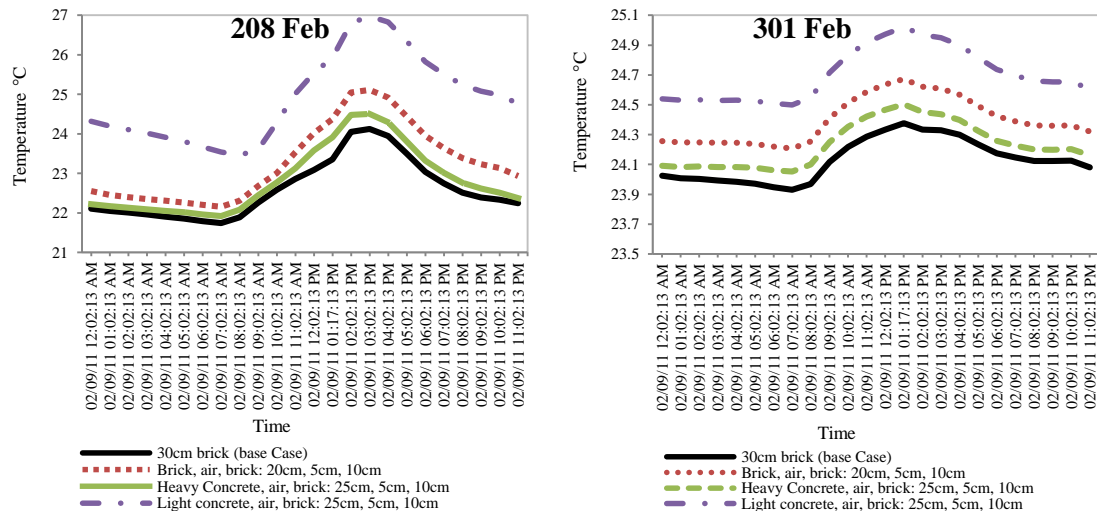 208 Feb
27
26
25
24
23
22
21
Temperature °C
02/09/11 12:02:13 AM
02/09/11 01:02:13 AM
02/09/11 02:02:13 AM
02/09/11 03:02:13 AM
02/09/11 04:02:13 AM
02/09/11 05:02:13 AM
02/09/11 06:02:13 AM
02/09/11 07:02:13 AM
02/09/11 08:02:13 AM
02/09/11 09:02:13 AM
02/09/11 10:02:13 AM
02/09/11 11:02:13 AM
02/09/11 12:02:13 PM
02/09/11 01:17:13 PM
02/09/11 02:02:13 PM
02/09/11 03:02:13 PM
02/09/11 04:02:13 PM
02/09/11 05:02:13 PM
02/09/11 06:02:13 PM
02/09/11 07:02:13 PM
02/09/11 08:02:13 PM
02/09/11 09:02:13 PM
02/09/11 10:02:13 PM
02/09/11 11:02:13 PM
Time
30cm brick (base Case)
Brick, air, brick: 20cm, 5cm, 10cm
Heavy Concrete, air, brick: 25cm, 5cm, 10cm
Light concrete, air, brick: 25cm, 5cm, 10cm
301 Feb
25.1
24.9
24.7
24.5
24.3
24.1
23.9
23.7
23.5
Temperature °C
02/09/11 12:02:13 AM
02/09/11 01:02:13 AM
02/09/11 02:02:13 AM
02/09/11 03:02:13 AM
02/09/11 04:02:13 AM
02/09/11 05:02:13 AM
02/09/11 06:02:13 AM
02/09/11 07:02:13 AM
02/09/11 08:02:13 AM
02/09/11 09:02:13 AM
02/09/11 10:02:13 AM
02/09/11 11:02:13 AM
02/09/11 12:02:13 PM
02/09/11 01:17:13 PM
02/09/11 02:02:13 PM
02/09/11 03:02:13 PM
02/09/11 04:02:13 PM
02/09/11 05:02:13 PM
02/09/11 06:02:13 PM
02/09/11 07:02:13 PM
02/09/11 08:02:13 PM
02/09/11 09:02:13 PM
02/09/11 10:02:13 PM
02/09/11 11:02:13 PM
Time
30cm brick (base Case)
Brick, air, brick: 20cm, 5cm, 10cm
Heavy Concrete, air, brick: 25cm, 5cm, 10cm
Light concrete, air, brick: 25cm, 5cm, 10cm